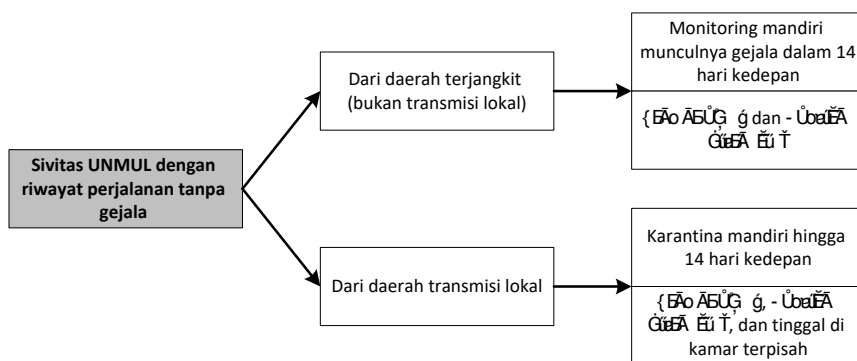 Monitoring mandiri
munculnya gejala dalam 14
hari kedepan
Dari daerah terjangkit
(bukan transmisi lokal)
dan
Sivitas UNMUL dengan
riwayat perjalanan tanpa
gejala
Karantina mandiri hingga
14 hari kedepan
Dari daerah transmisi lokal
dan tinggal di
kamar terpisah